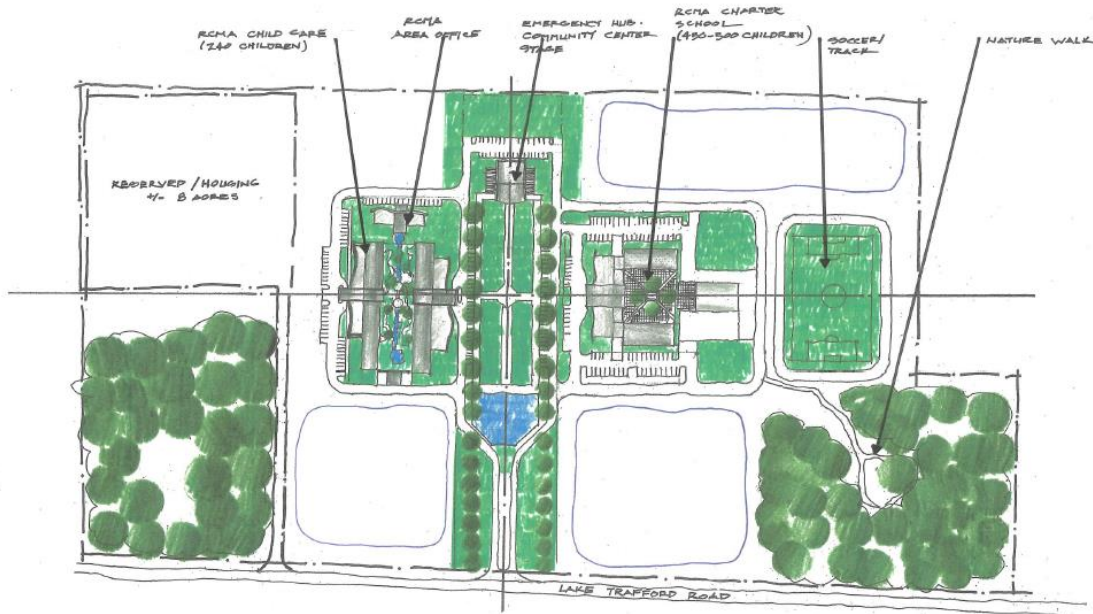 RCMA CHILD CARE
(240 CHILDREN)
RCMA
AREA OFFICE
EMERGENCY HUB.
COMMUNITY CENTER
STAGE
RCMA CHARTER
SCHOOL
(450-500 CHILDREN)
SOCCER/
TRACK
NATURE WALK
RESERVED / HOUSING
+/- 8 ACRES
LAKE TRAFFORD ROAD